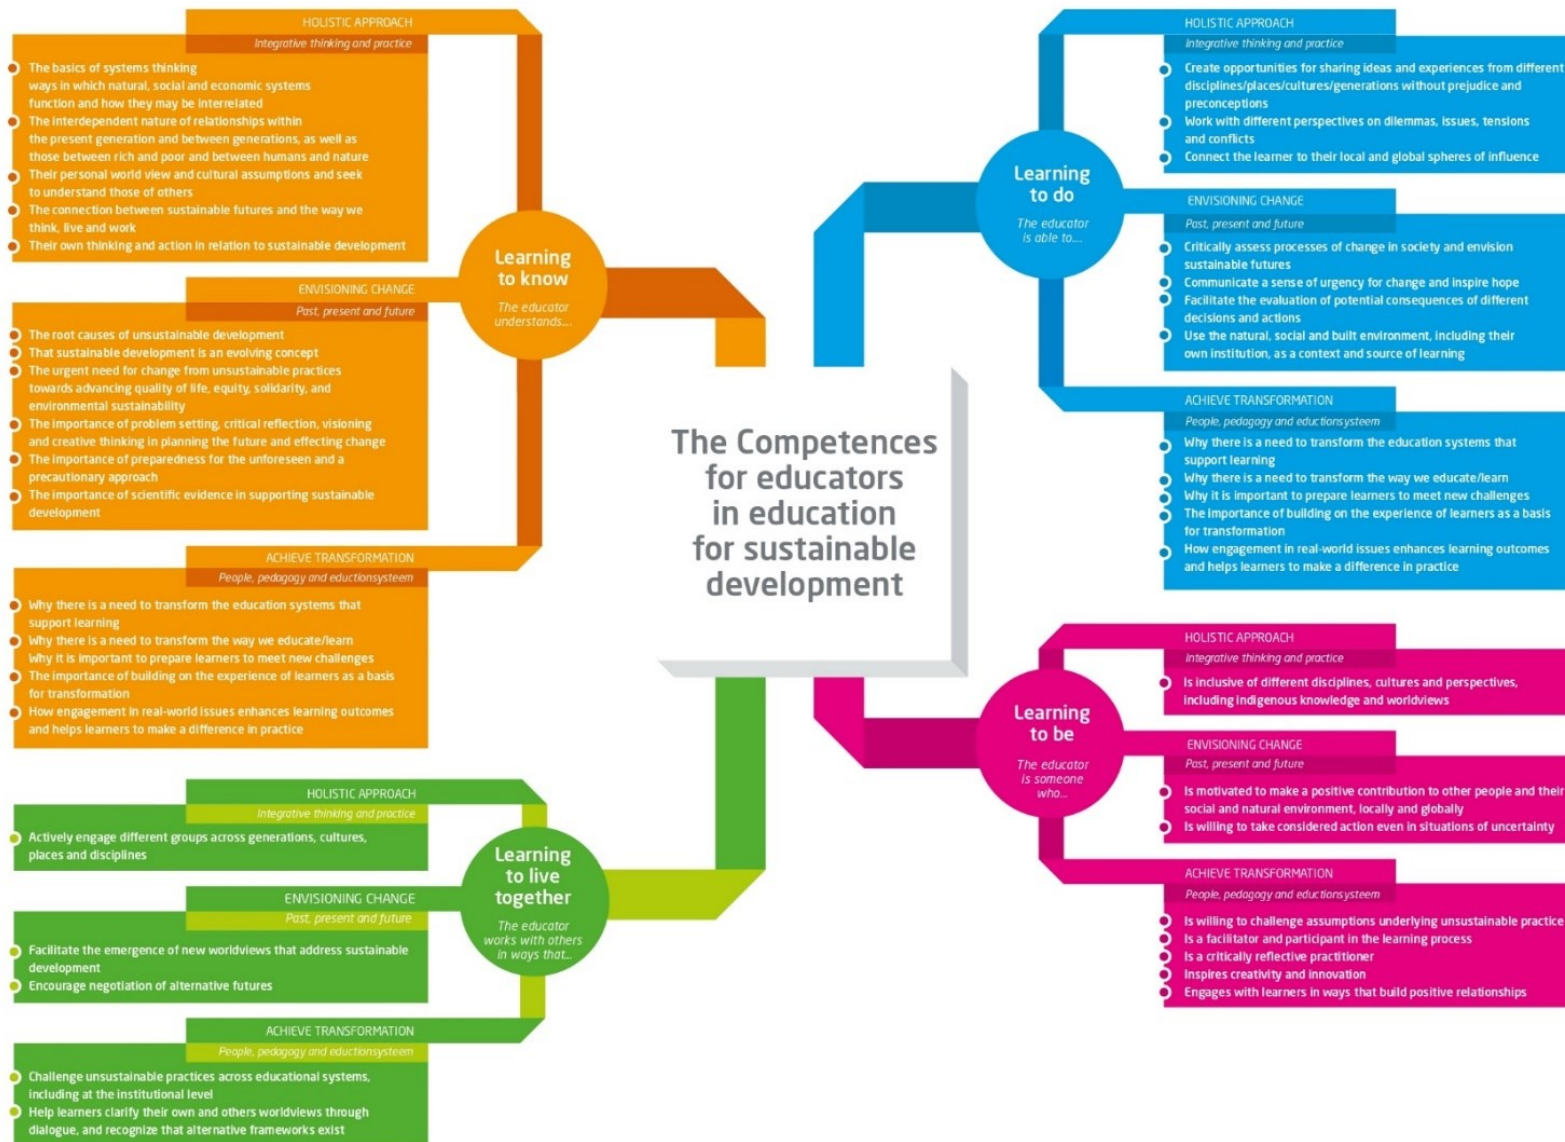 The Competences
for educators
in education
for sustainable
development
Learning
to know
The educator
understands....
HOLISTIC APPROACH
Integrative thinking and practice
The basics of systems thinking
ways in which natural, social and economic systems
function and how they may be interrelated
The interdependent nature of relationships within
the present generation and between generations, as well as
those between rich and poor and between humans and nature
Their personal world view and cultural assumptions and seek
to understand those of others
The connection between sustainable futures and the way we
think, live and work
Their own thinking and action in relation to sustainable development
ENVISIONING CHANGE
Past, present and future
The root causes of unsustainable development
That sustainable development is an evolving concept
The urgent need for change from unsustainable practices
towards advancing quality of life, equity, solidarity, and
environmental sustainability
The importance of problem setting, critical reflection, visioning
and creative thinking in planning the future and effecting change
The importance of preparedness for the unforeseen and a
precautionary approach
The importance of scientific evidence in supporting sustainable
development
ACHIEVE TRANSFORMATION
People, pedagogy and eductionsysteem
Why there is a need to transform the education systems that
support learning
Why there is a need to transform the way we educate/learn
Why it is important to prepare learners to meet new challenges
The importance of building on the experience of learners as a basis
for transformation
How engagement in real-world issues enhances learning outcomes
and helps learners to make a difference in practice
Learning
to live
together
The educator
works with others
in ways that...
HOLISTIC APPROACH
Integrative thinking and practice
Actively engage different groups across generations, cultures,
places and disciplines
ENVISIONING CHANGE
Past, present and future
Facilitate the emergence of new worldviews that address sustainable
development
Encourage negotiation of alternative futures
ACHIEVE TRANSFORMATION
People, pedagogy and eductionsysteem
Challenge unsustainable practices across educational systems,
including at the institutional level
Help learners clarify their own and others worldviews through
dialogue, and recognize that alternative frameworks exist
Learning
to do
The educator
is able to....
HOLISTIC APPROACH
Integrative thinking and practice
Create opportunities for sharing ideas and experiences from different
disciplines/places/cultures/generations without prejudice and
preconceptions
Work with different perspectives on dilemmas, issues, tensions
and conflicts
Connect the learner to their local and global spheres of influence
ENVISIONING CHANGE
Past, present and future
Critically assess processes of change in society and envision
sustainable futures
Communicate a sense of urgency for change and inspire hope
Facilitate the evaluation of potential consequences of different
decisions and actions
Use the natural, social and built environment, including their
own institution, as a context and source of learning
ACHIEVE TRANSFORMATION
People, pedagogy and eductionsysteem
Why there is a need to transform the education systems that
support learning
Why there is a need to transform the way we educate/learn
Why it is important to prepare learners to meet new challenges
The importance of building on the experience of learners as a basis
for transformation
How engagement in real-world issues enhances learning outcomes
and helps learners to make a difference in practice
Learning
to be
The educator
is someone
who...
HOLISTIC APPROACH
Integrative thinking and practice
Is inclusive of different disciplines, cultures and perspectives,
including indigenous knowledge and worldviews
ENVISIONING CHANGE
Past, present and future
Is motivated to make a positive contribution to other people and their
social and natural environment, locally and globally
Is willing to take considered action even in situations of uncertainty
ACHIEVE TRANSFORMATION
People, pedagogy and eductionsysteem
Is willing to challenge assumptions underlying unsustainable practice
Is a facilitator and participant in the learning process
Is a critically reflective practitioner
Inspires creativity and innovation
Engages with learners in ways that build positive relationships